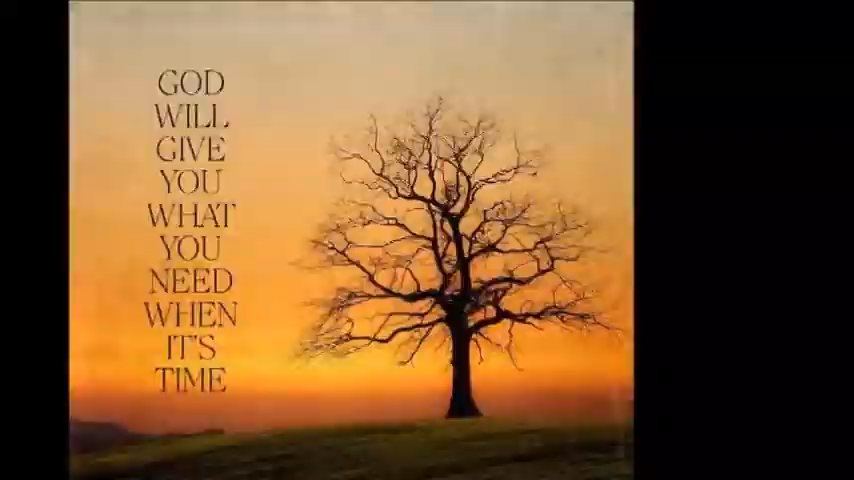 GOD
WILL
GIVE
YOU
WHAT
YOU
NEED
WHEN
IT'S
TIME